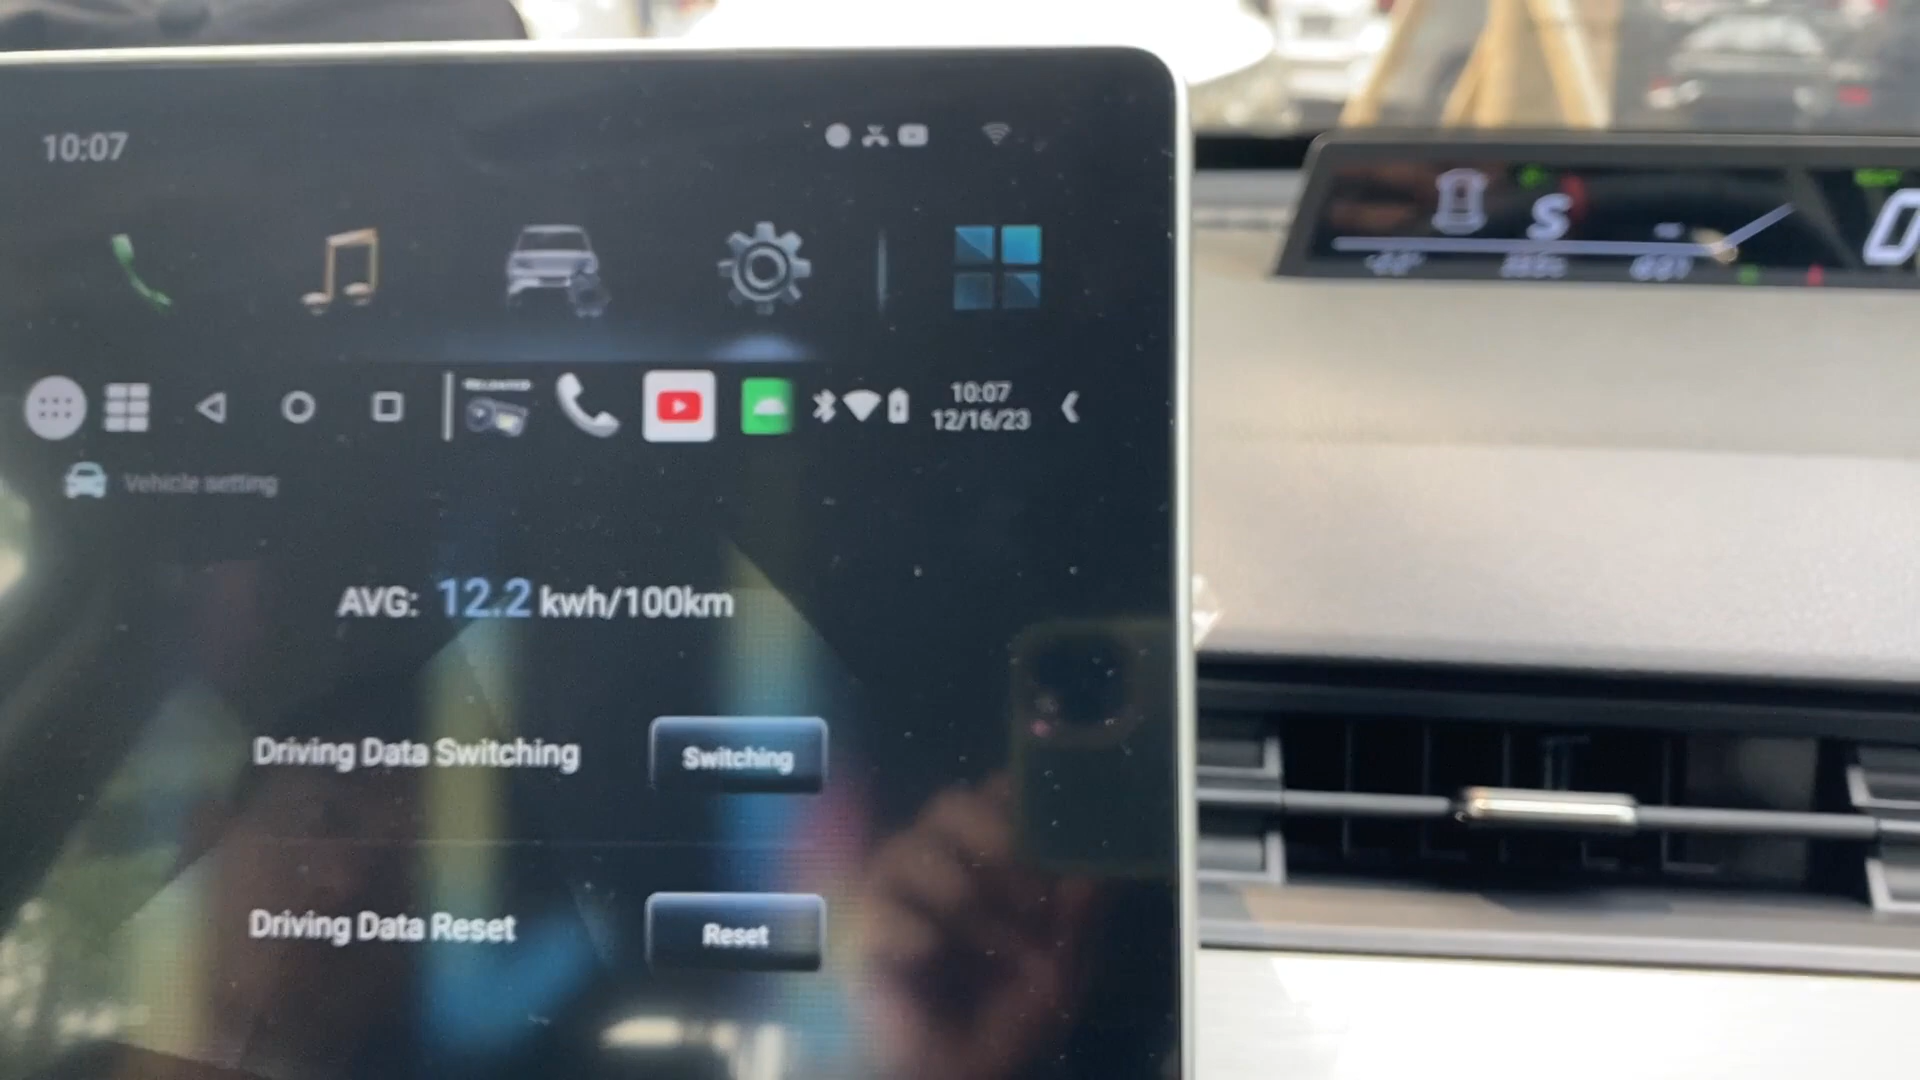 10:07
10:07
12/16/23
Vehicle setting
AVG: 12.2 kwh/100km
Driving Data Switching
Switching
Driving Data Reset
Reset
S
0